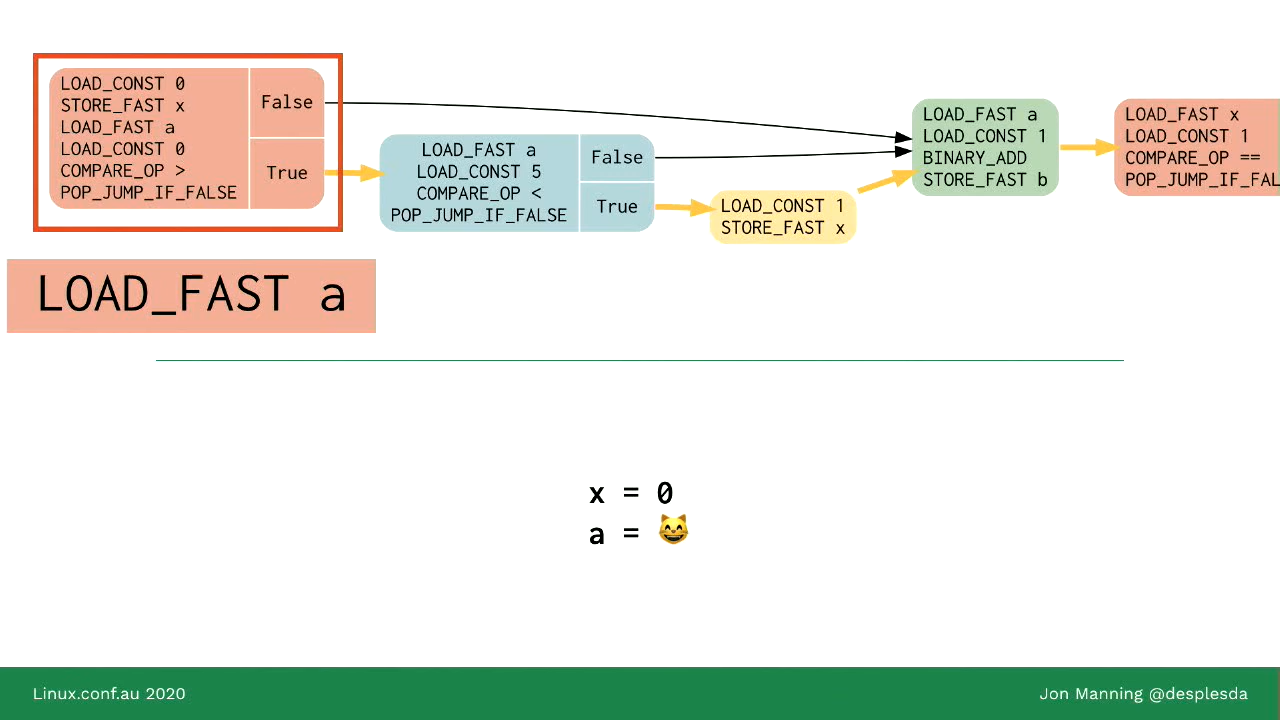 LOAD_CONST 0
STORE_FAST x
LOAD_FAST a
LOAD_CONST 0
COMPARE_OP >
POP_JUMP_IF_FALSE
False
True
LOAD_FAST a
LOAD_CONST 5
COMPARE_OP <
POP_JUMP_IF_FALSE
False
True
LOAD_CONST 1
STORE_FAST x
LOAD_FAST a
LOAD_CONST 1
BINARY_ADD
STORE_FAST b
LOAD_FAST x
LOAD_CONST 1
COMPARE_OP ==
POP_JUMP_IF_FAL
LOAD_FAST a
x = 0
a = 😸
Linux.conf.au 2020
Jon Manning @desplesda